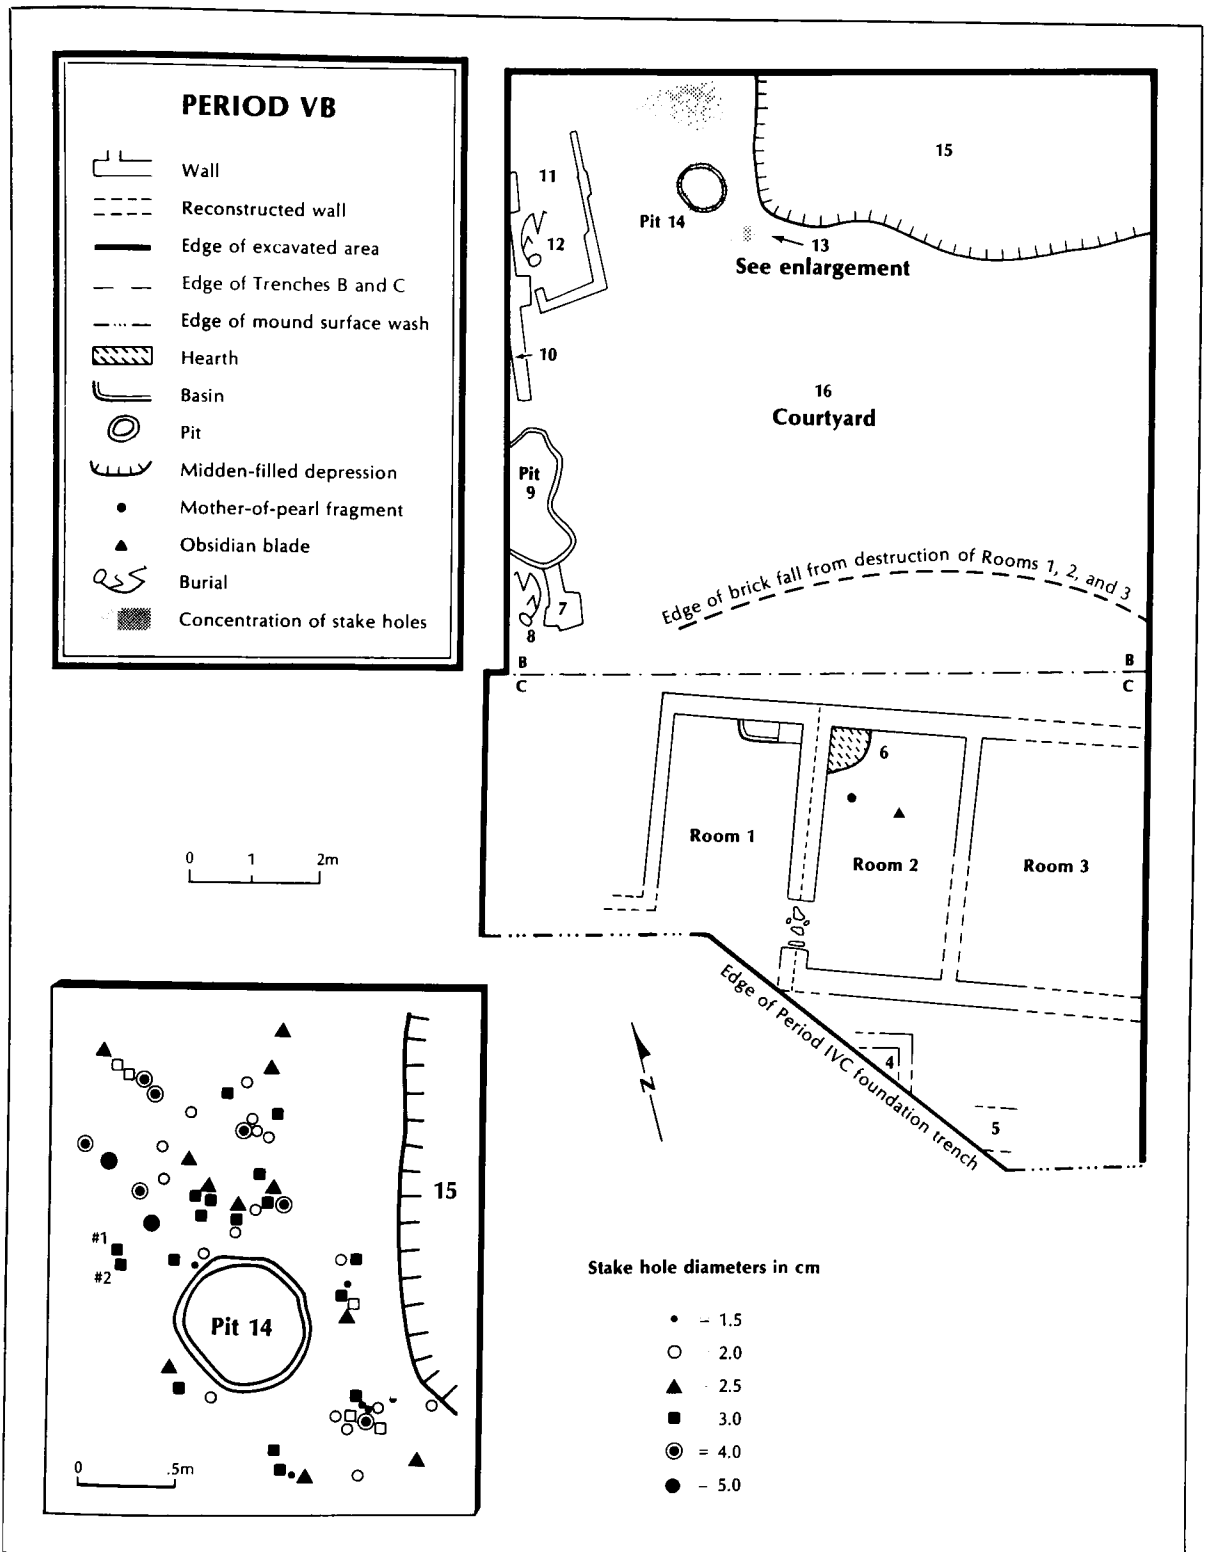 PERIOD VB
Wall
Reconstructed wall
Edge of excavated area
Edge of Trenches B and C
Edge of mound surface wash
Hearth
Basin
Pit
Midden-filled depression
Mother-of-pearl fragment
Obsidian blade
Burial
Concentration of stake holes
11
12
10
Pit 14
15
13
See enlargement
16
Courtyard
Pit
9
7
8
Edge of brick fall from destruction of Rooms 1, 2, and 3
B
C
B
C
6
Room 1
Room 2
Room 3
Edge of Period IVC foundation trench
4
5
0 1 2m
N
15
#1
#2
Pit 14
0 .5m
Stake hole diameters in cm
– 1.5
2.0
· 2.5
3.0
= 4.0
– 5.0